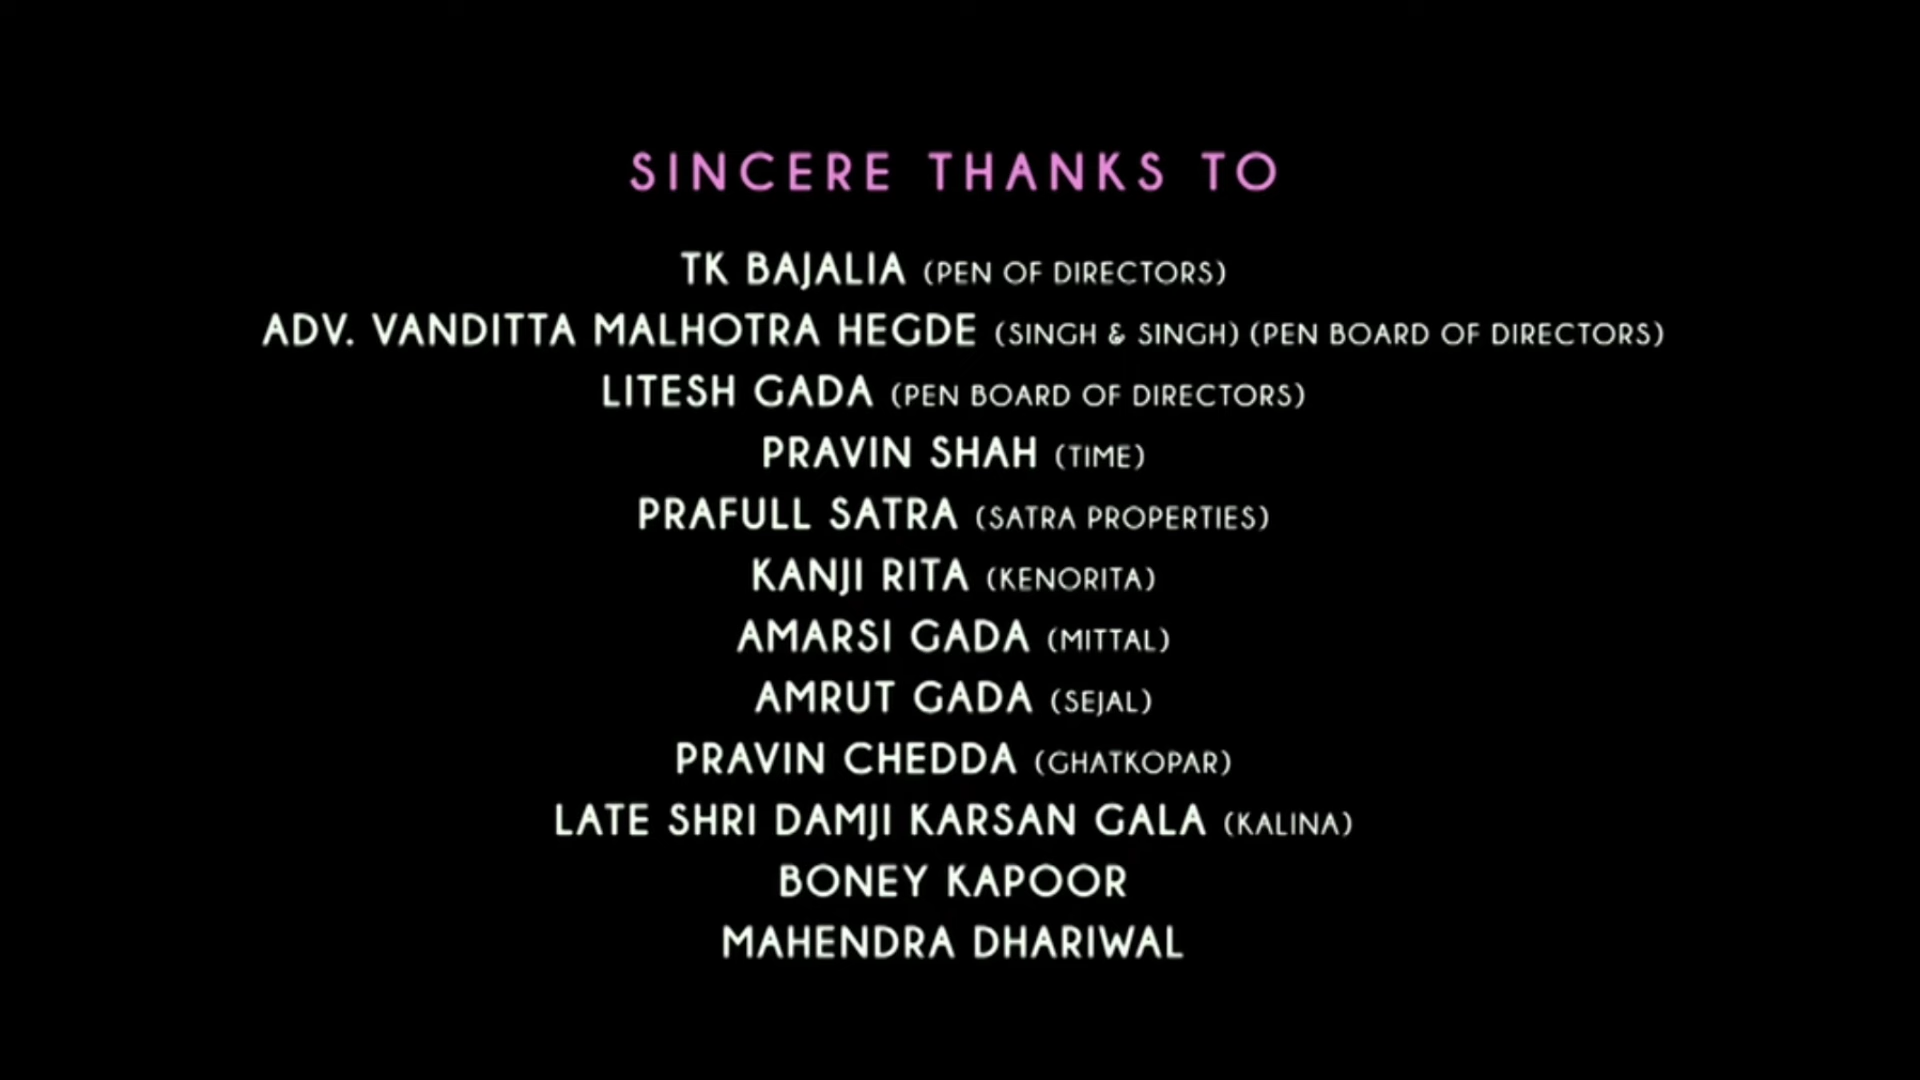 SINCERE THANKS TO
TK BAJALIA (PEN OF DIRECTORS)
ADV. VANDITTA MALHOTRA HEGDE (SINGH & SINGH) (PEN BOARD OF DIRECTORS)
LITESH GADA (PEN BOARD OF DIRECTORS)
PRAVIN SHAH (TIME)
PRAFULL SATRA (SATRA PROPERTIES)
KANJI RITA (KENORITA)
AMARSI GADA (MITTAL)
AMRUT GADA (SEJAL)
PRAVIN CHEDDA (GHATKOPAR)
LATE SHRI DAMJI KARSAN GALA (KALINA)
BONEY KAPOOR
MAHENDRA DHARIWAL